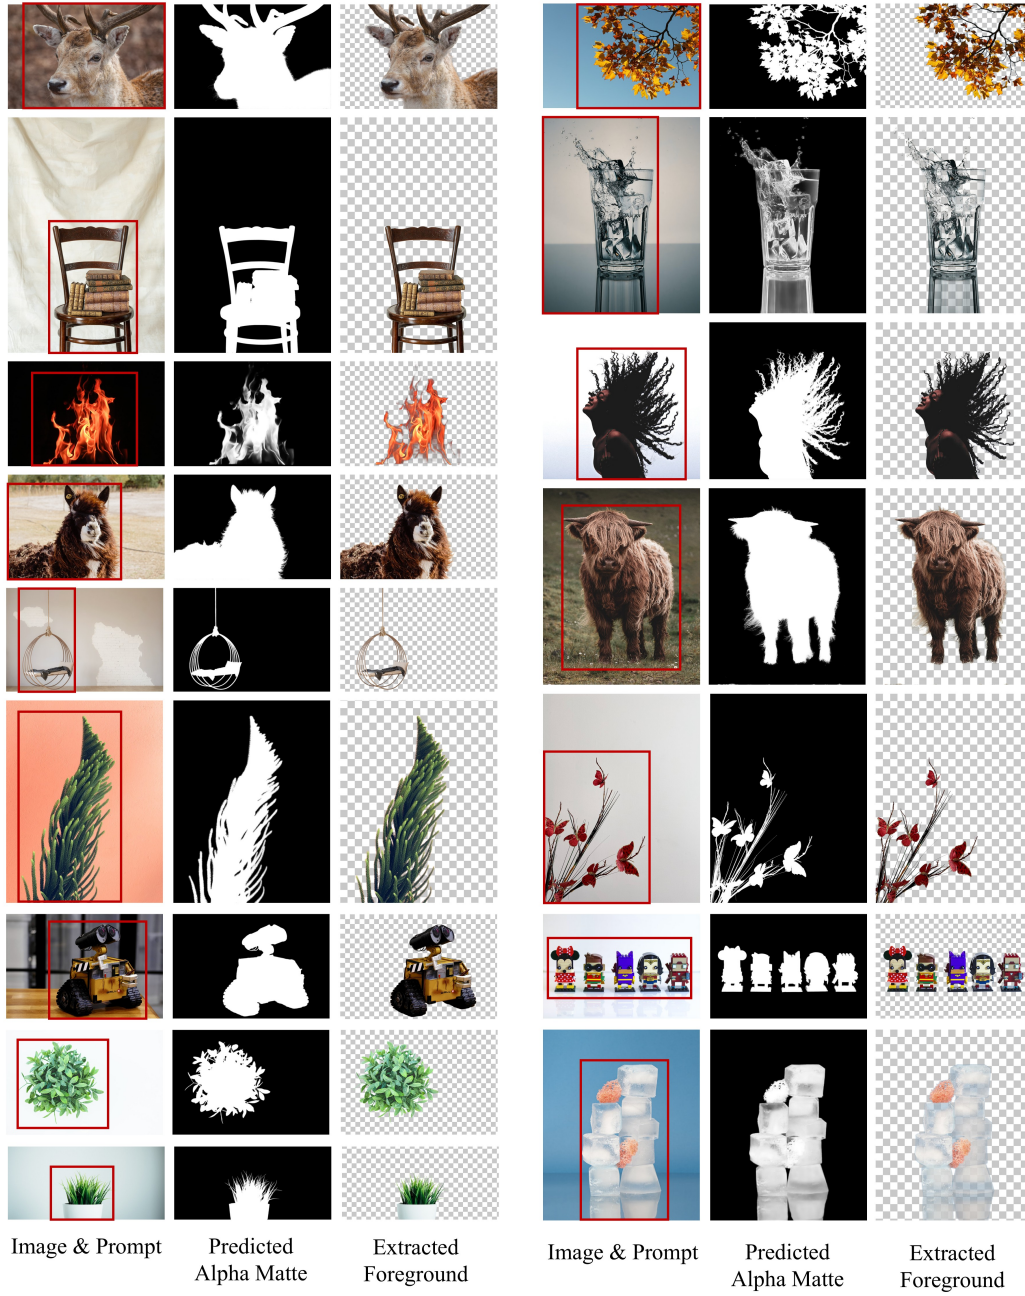 Image & Prompt
Predicted
Alpha Matte
Extracted
Foreground
Image & Prompt
Predicted
Alpha Matte
Extracted
Foreground